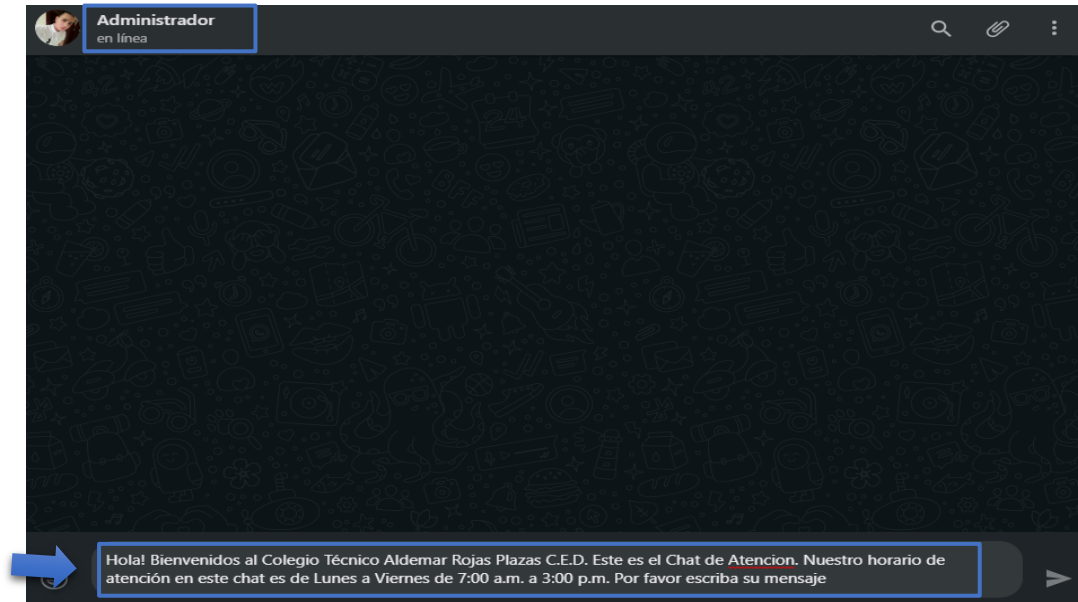 Administrador
en línea
Hola! Bienvenidos al Colegio Técnico Aldemar Rojas Plazas C.E.D. Este es el Chat de Atencion. Nuestro horario de
atención en este chat es de Lunes a Viernes de 7:00 a.m. a 3:00 p.m. Por favor escriba su mensaje